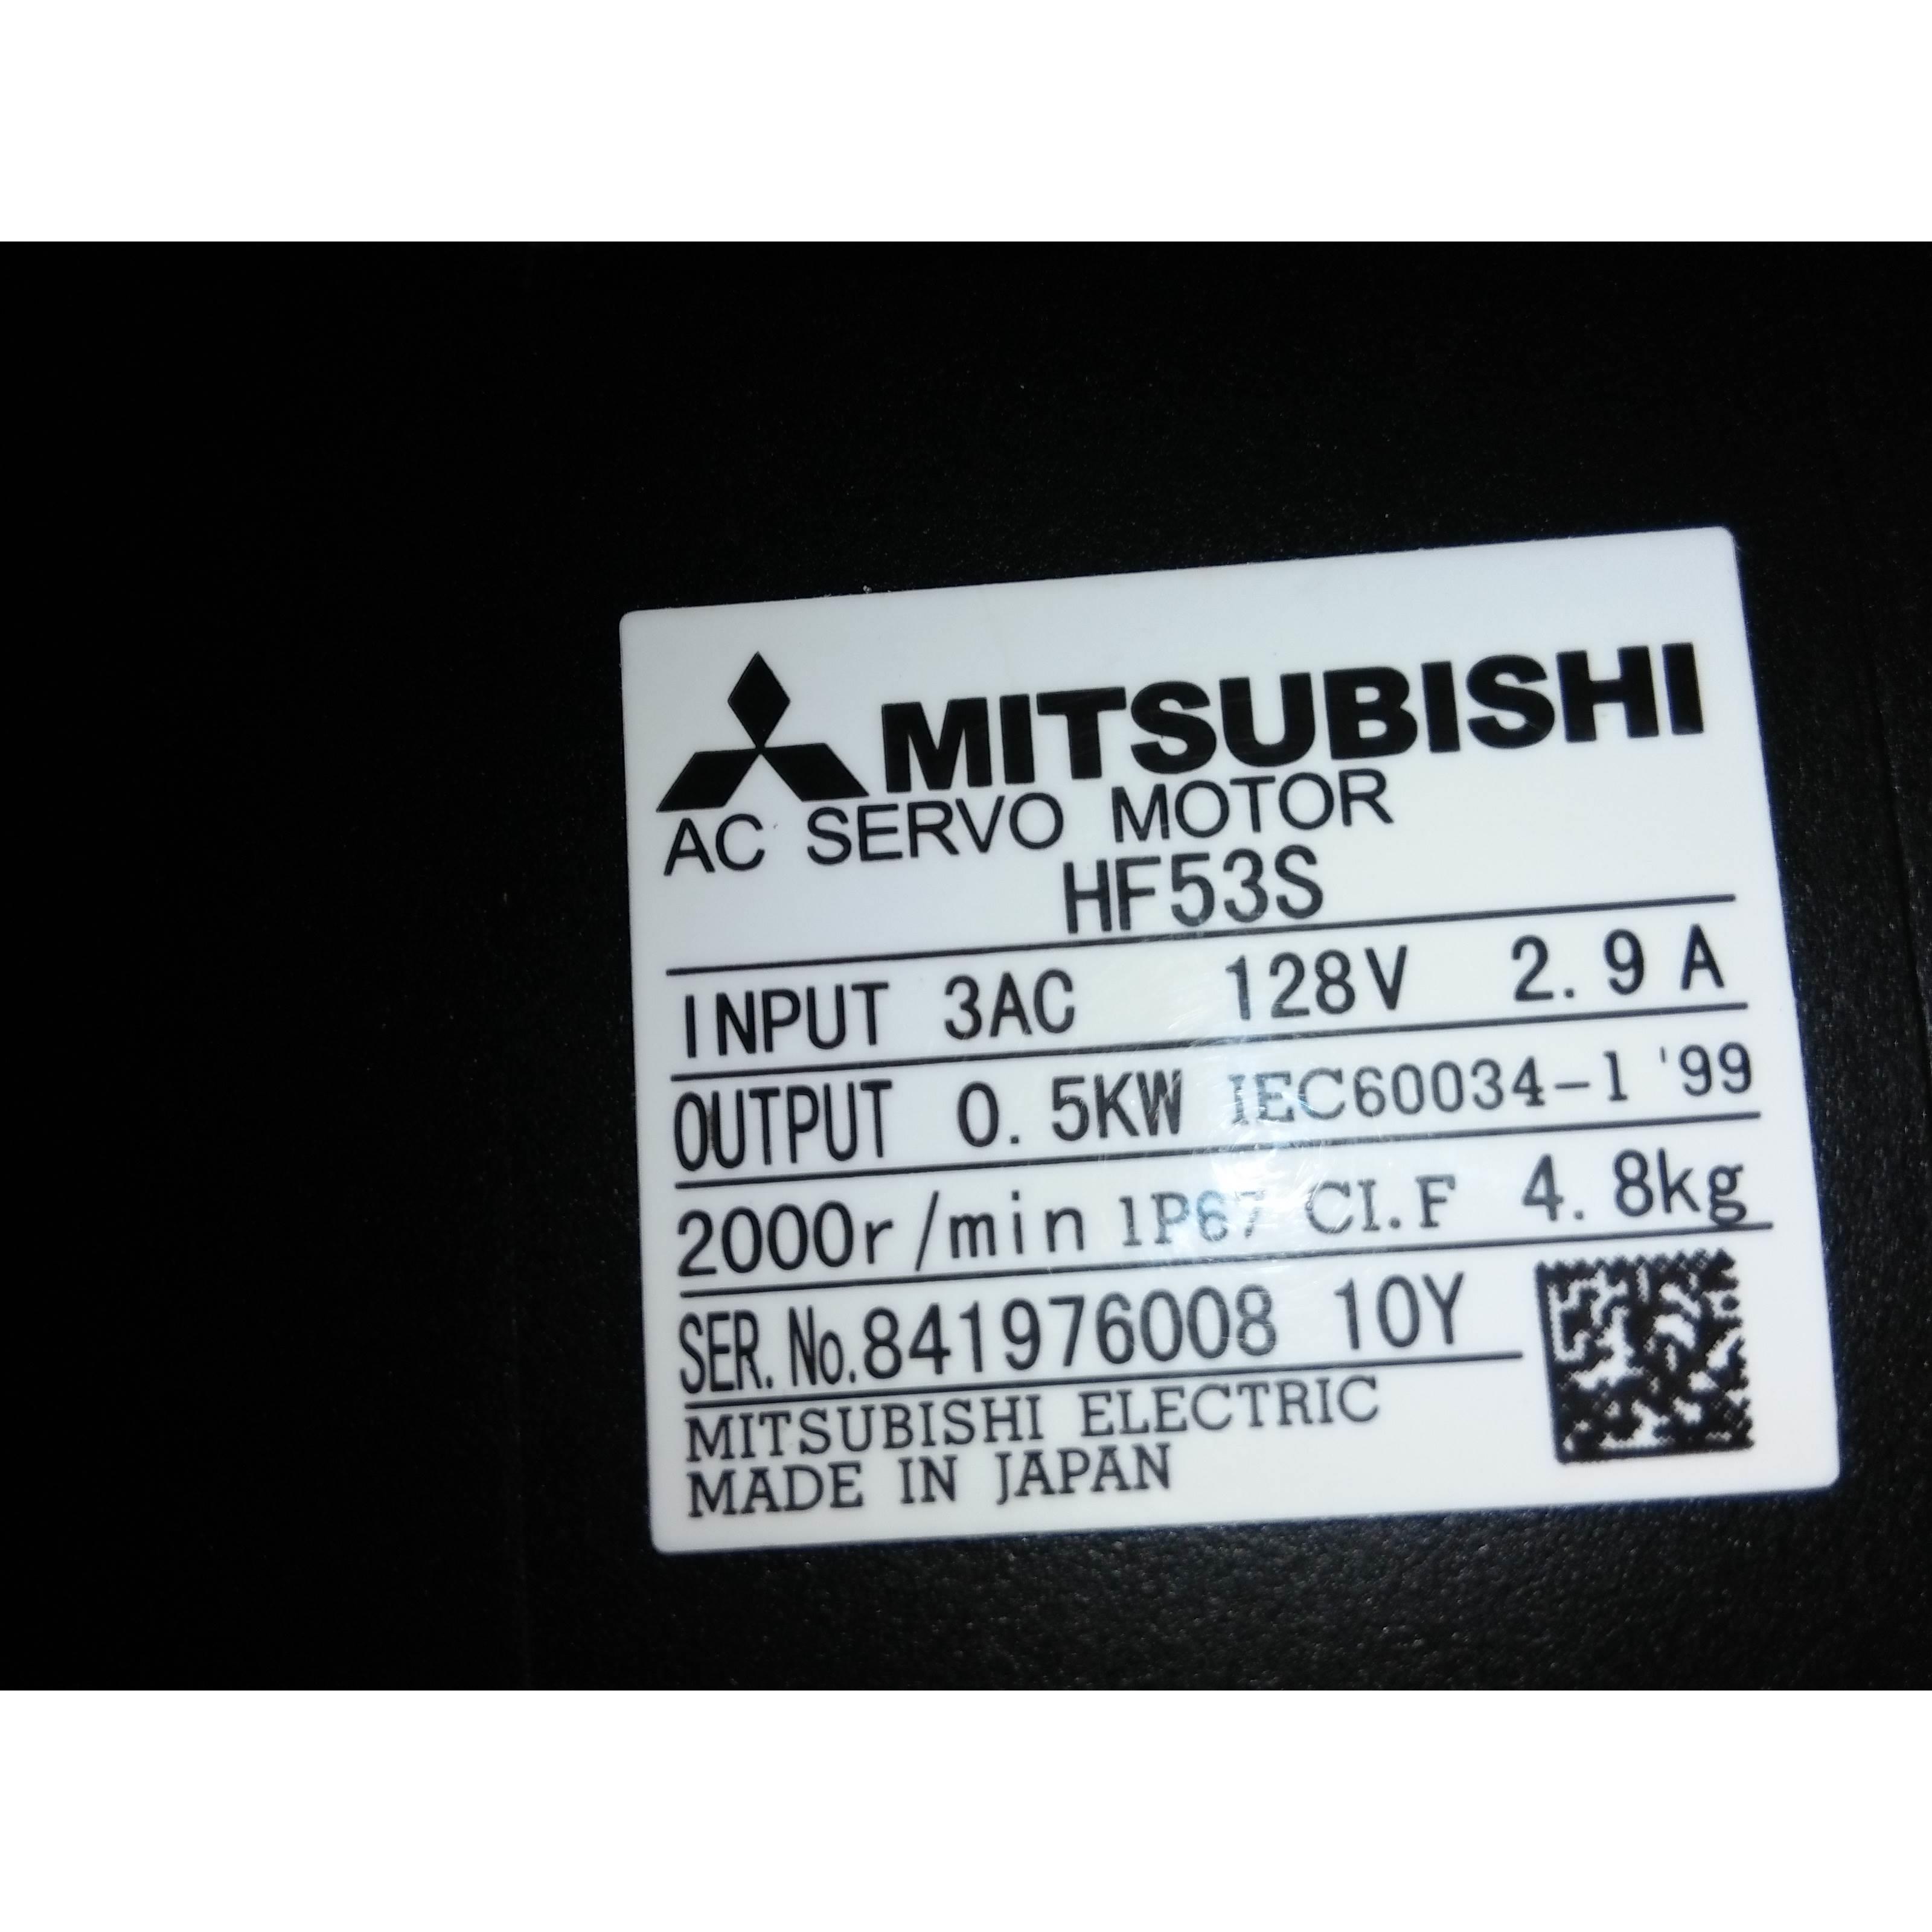 MITSUBISHI
AC SERVO MOTOR
HF53S
INPUT 3AC 128V 2.9 A
OUTPUT 0.5KW IEC60034-1 '99
2000r/min IP67 CI.F 4.8kg
SER.No.841976008 10Y
MITSUBISHI ELECTRIC
MADE IN JAPAN